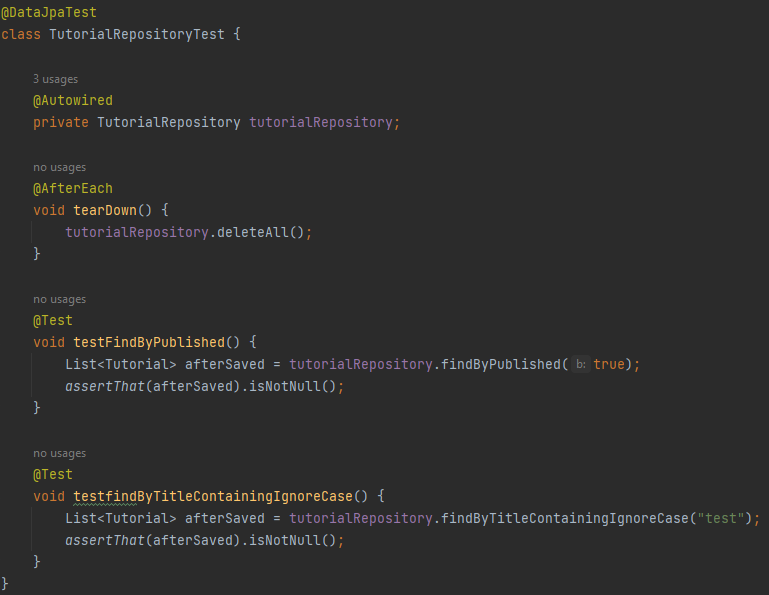 @DataJpaTest
class TutorialRepositoryTest {
3 usages
@Autowired
private TutorialRepository tutorialRepository;
no usages
@AfterEach
void tearDown() {
tutorialRepository.deleteAll();
}
no usages
@Test
void testFindByPublished() {
List<Tutorial> afterSaved = tutorialRepository.findByPublished( b: true);
assertThat(afterSaved).isNotNull();
}
no usages
@Test
void testfindByTitleContainingIgnoreCase() {
List<Tutorial> afterSaved = tutorialRepository.findByTitleContainingIgnoreCase("test");
assertThat(afterSaved).isNotNull();
}
}